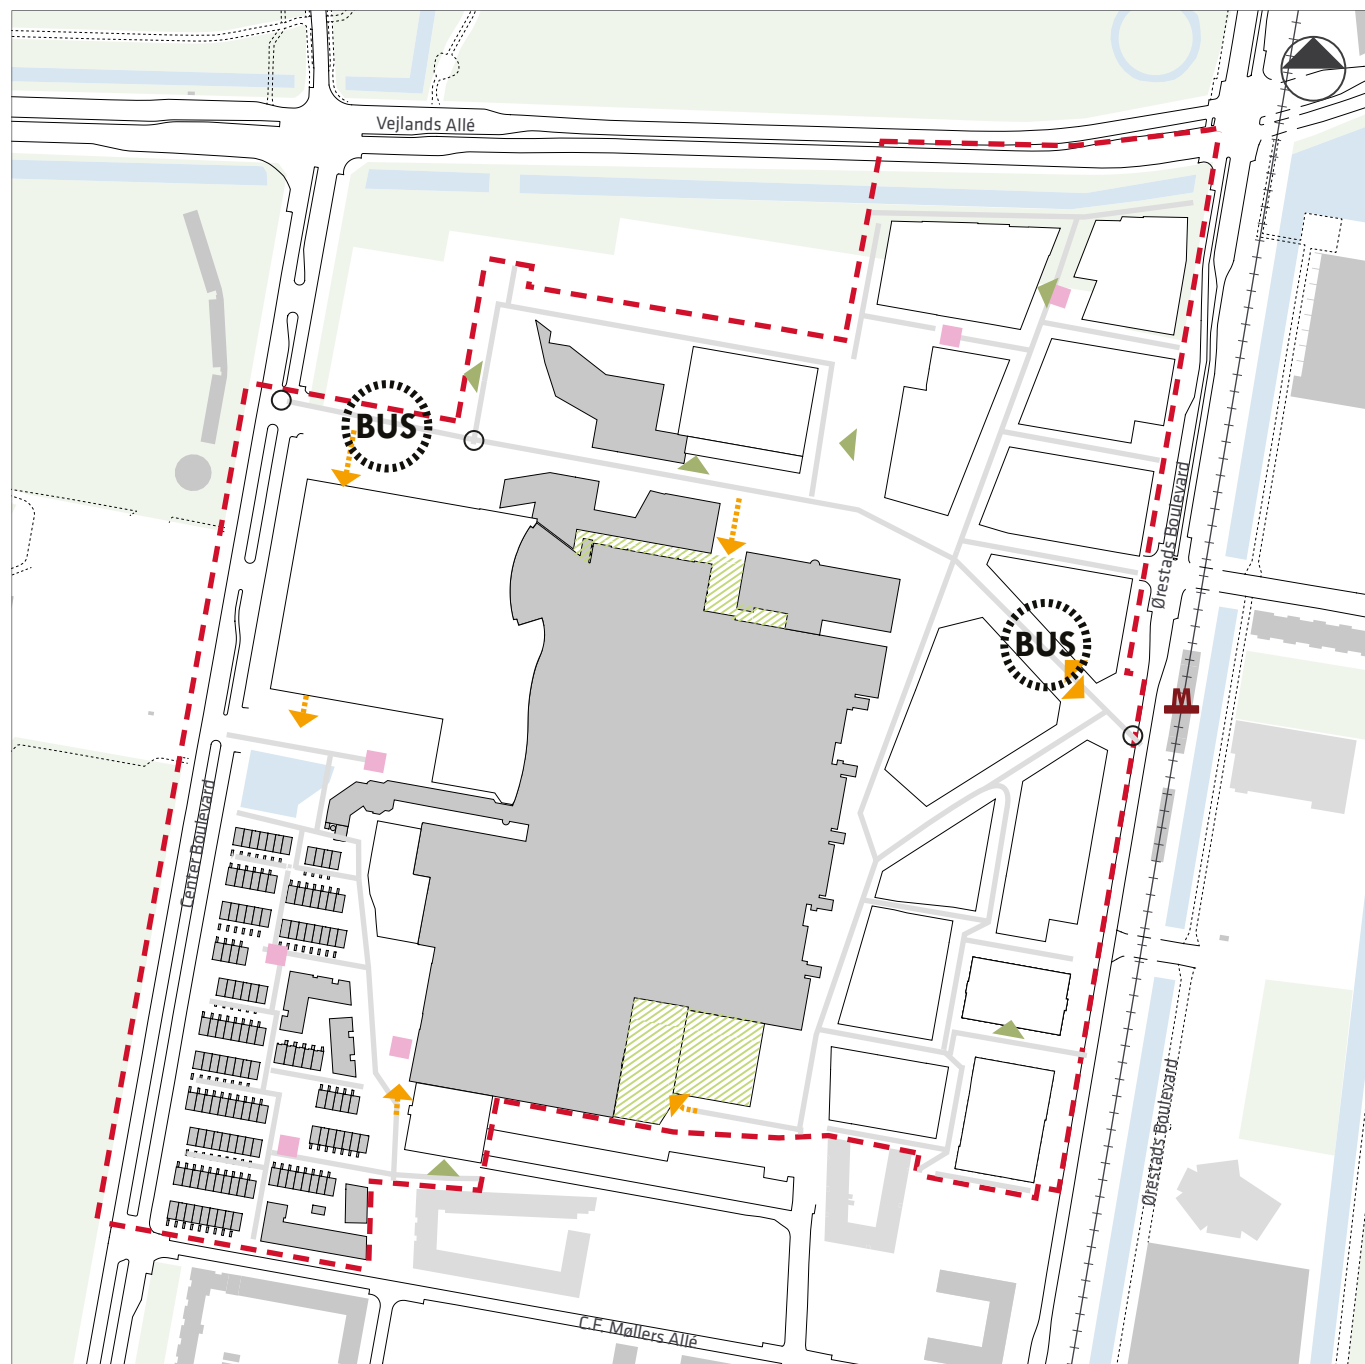 Vejlands Allé
BUS
Ørestads Boulevard
BUS
M
Center Boulevard
Ørestads Boulevard
C.F. Møllers Allé